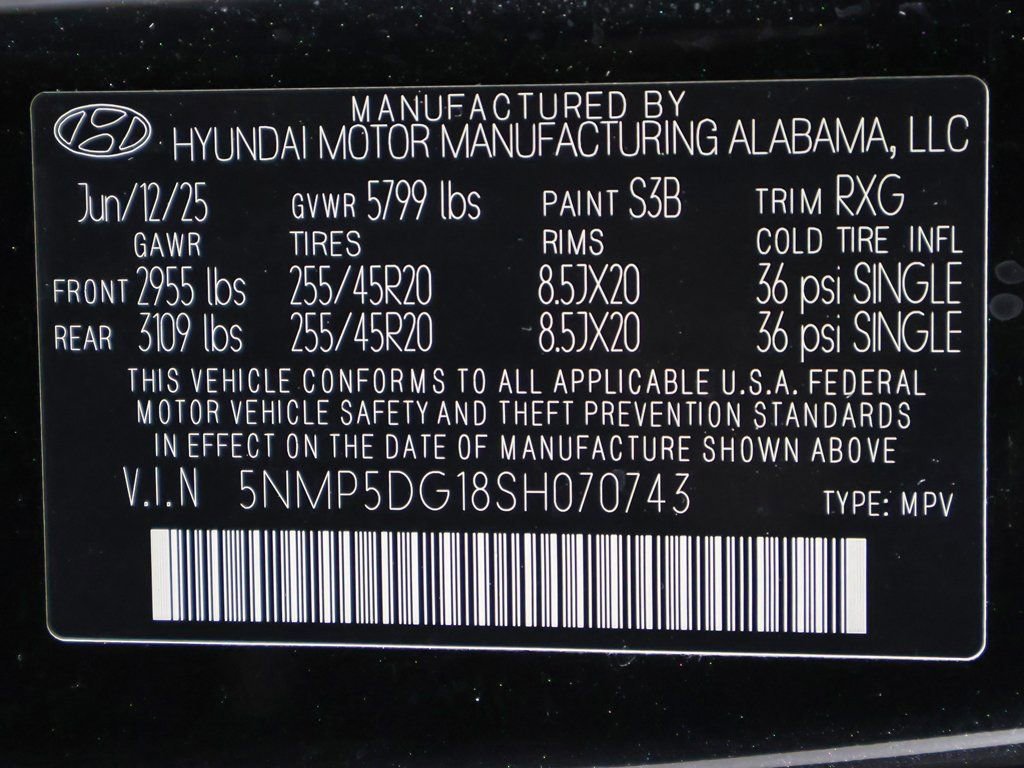 MANUFACTURED BY
HYUNDAI MOTOR MANUFACTURING ALABAMA, LLC
Jun/12/25 GVWR 5799 lbs PAINT S3B TRIM RXG
GAWR TIRES RIMS COLD TIRE INFL
FRONT 2955 lbs 255/45R20 8.5JX20 36 psi SINGLE
REAR 3109 lbs 255/45R20 8.5JX20 36 psi SINGLE
THIS VEHICLE CONFORMS TO ALL APPLICABLE U.S.A. FEDERAL
MOTOR VEHICLE SAFETY AND THEFT PREVENTION STANDARDS
IN EFFECT ON THE DATE OF MANUFACTURE SHOWN ABOVE
V.I.N 5NMP5DG18SH070743 TYPE: MPV